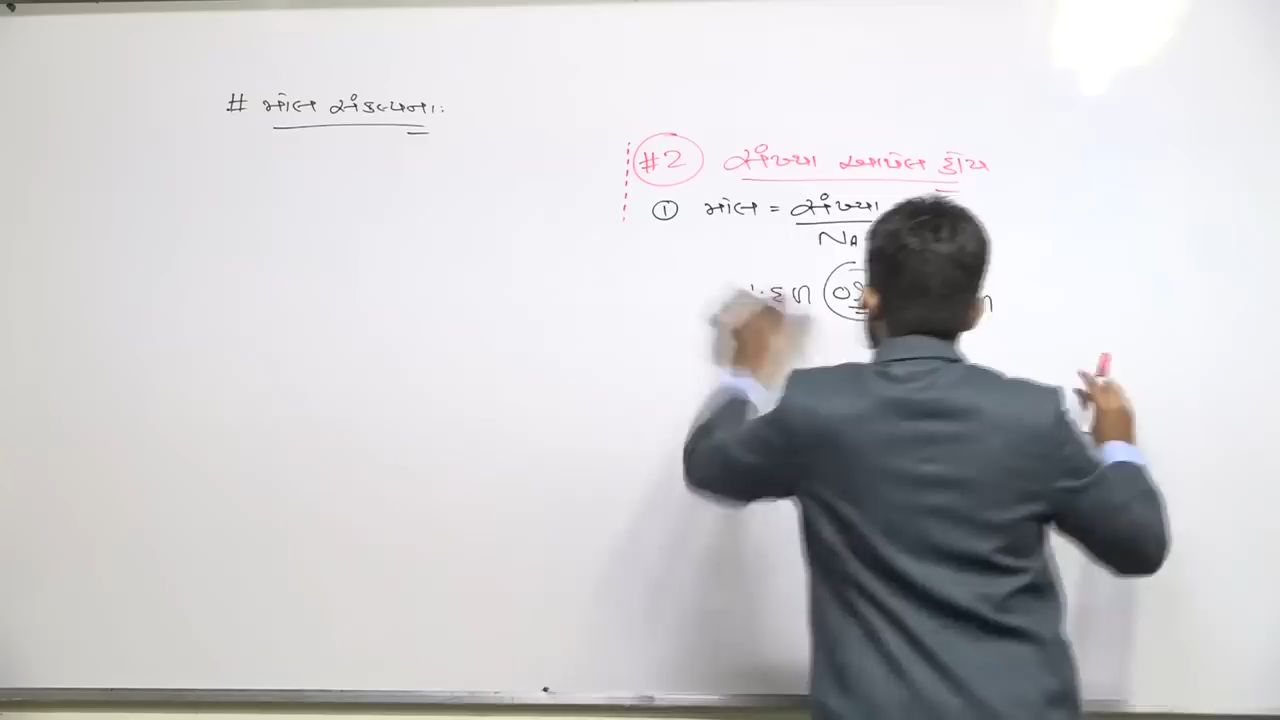 # મોલ સંકલ્પના:
#2 સંખ્યા આપેલ હોય
① મોલ = સંખ્યા
NA